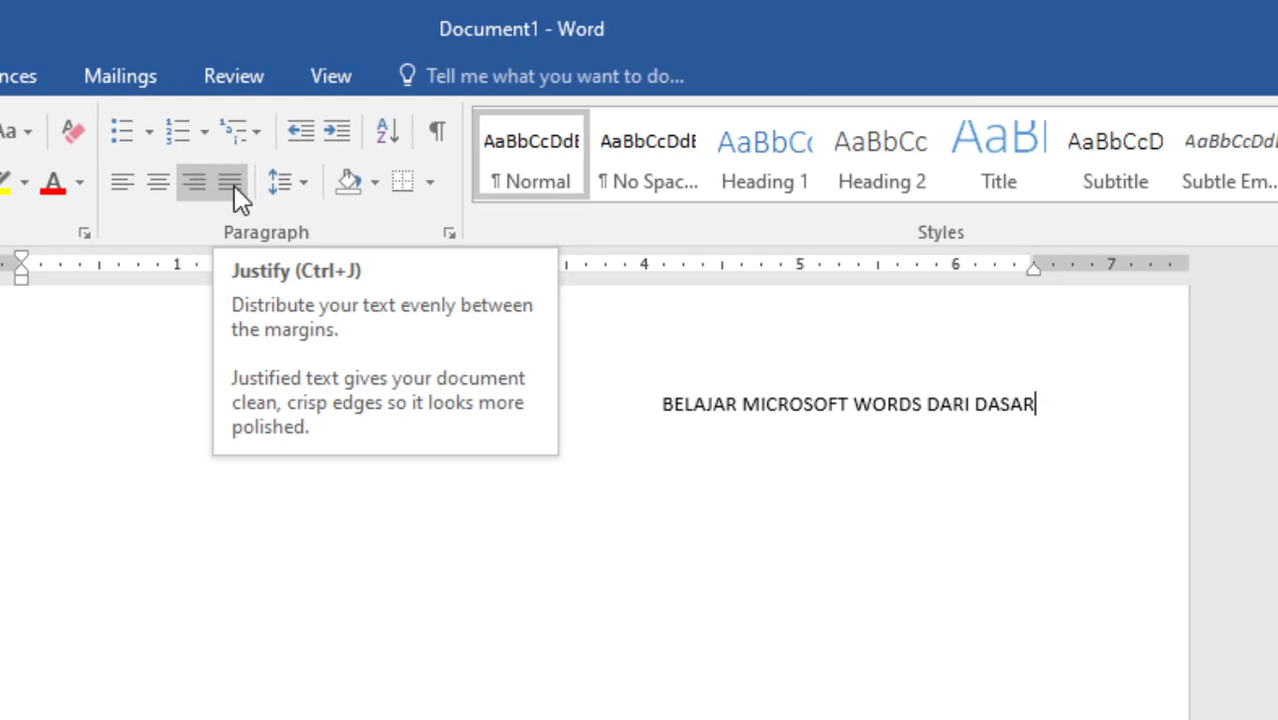 Document1 - Word
nces Mailings Review View Tell me what you want to do...
Aa
AaBbCcDdE AaBbCcDdE AaBbCc AaBbCc AaBl AaBbCcD AaBbCcDd
¶ Normal ¶ No Spac... Heading 1 Heading 2 Title Subtitle Subtle Em...
Paragraph Styles
1 4 5 6 7
Justify (Ctrl+J)
Distribute your text evenly between
the margins.
Justified text gives your document
clean, crisp edges so it looks more
polished.
BELAJAR MICROSOFT WORDS DARI DASAR